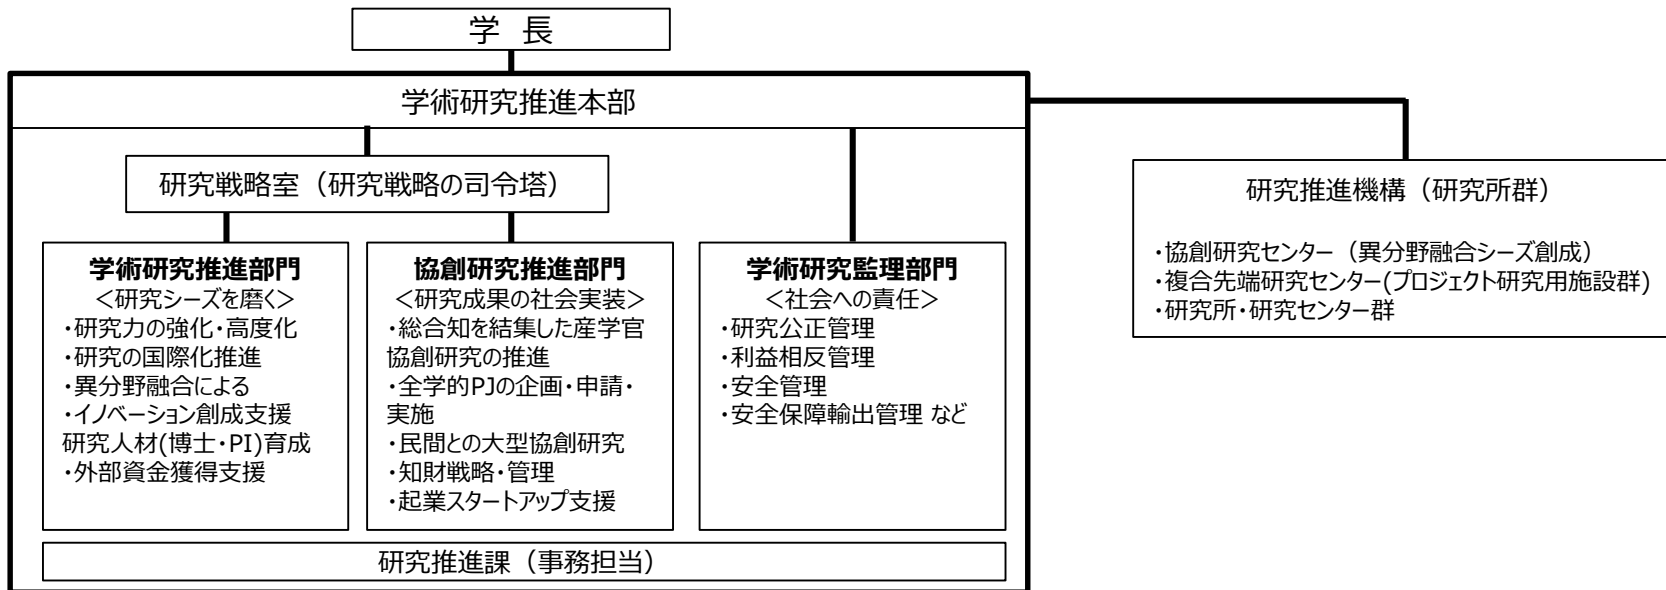 学 長
学術研究推進本部
研究戦略室（研究戦略の司令塔）
学術研究推進部門
＜研究シーズを磨く＞
・研究力の強化・高度化
・研究の国際化推進
・異分野融合による
・イノベーション創成支援
研究人材(博士・PI)育成
・外部資金獲得支援
協創研究推進部門
＜研究成果の社会実装＞
・総合知を結集した産学官
協創研究の推進
・全学的PJの企画・申請・
実施
・民間との大型協創研究
・知財戦略・管理
・起業スタートアップ支援
学術研究監理部門
＜社会への責任＞
・研究公正管理
・利益相反管理
・安全管理
・安全保障輸出管理 など
研究推進課（事務担当）
研究推進機構（研究所群）
・協創研究センター（異分野融合シーズ創成）
・複合先端研究センター(プロジェクト研究用施設群)
・研究所・研究センター群